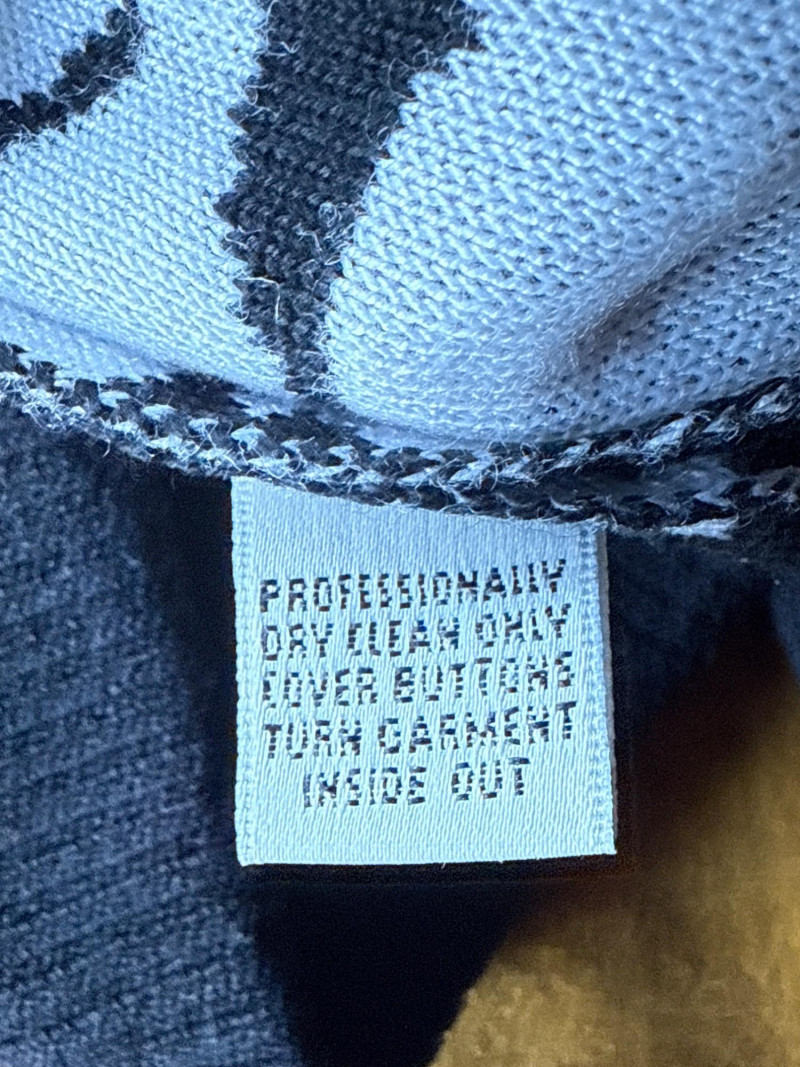 PROFESSIONALLY
DRY CLEAN ONLY
COVER BUTTONS
TURN GARMENT
INSIDE OUT